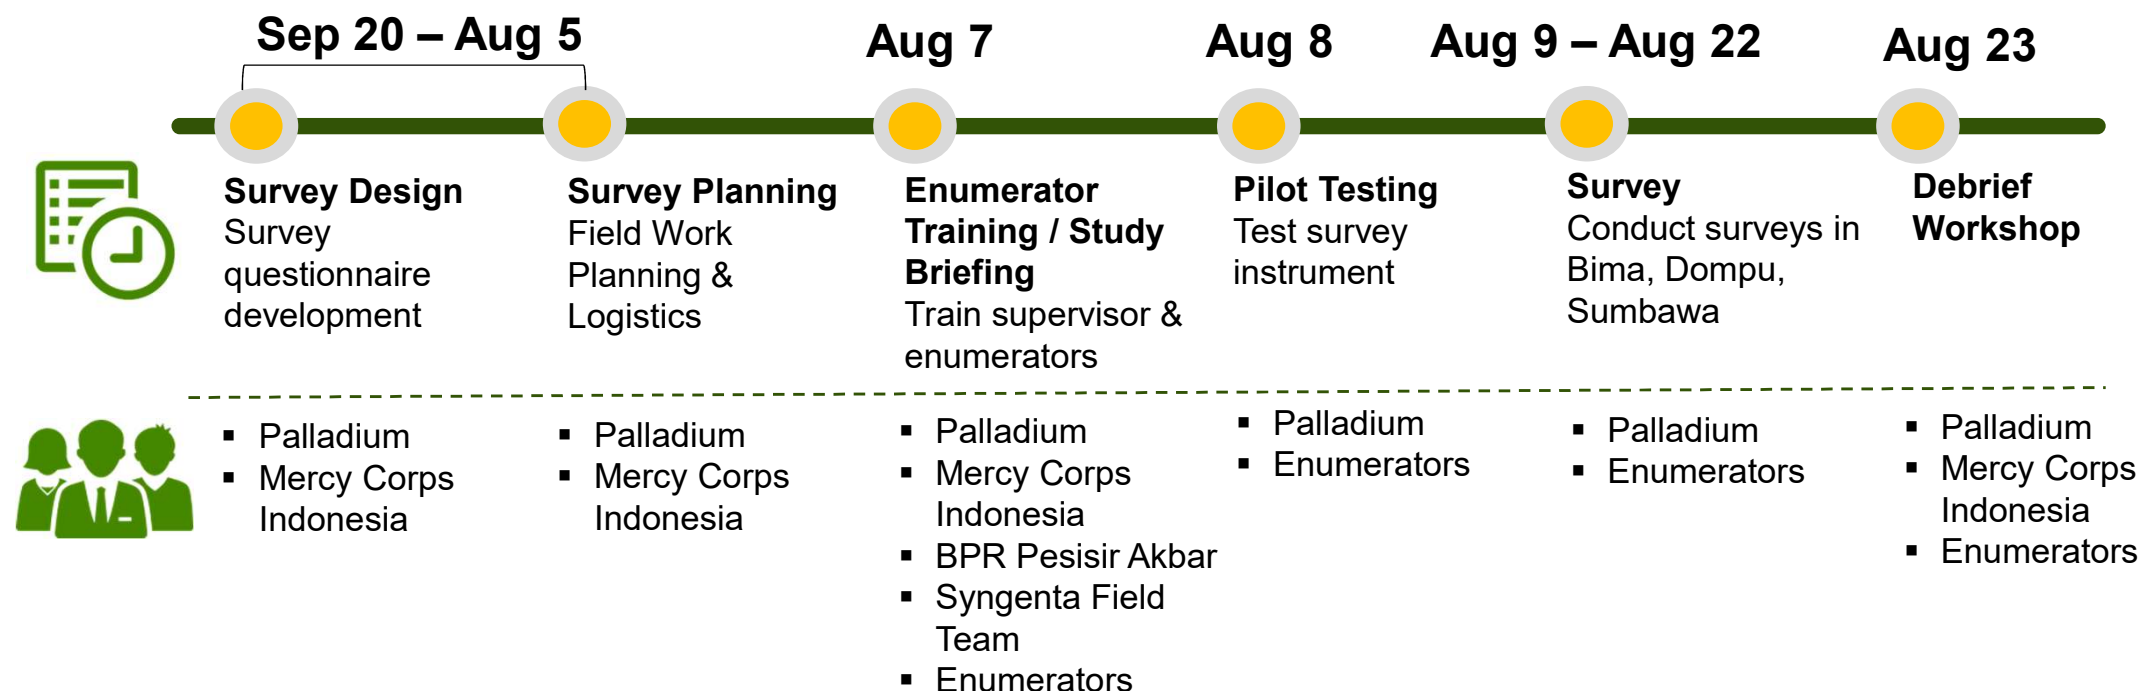 Sep 20 – Aug 5
Aug 7
Aug 8
Aug 9 – Aug 22
Aug 23
Survey Design
Survey
questionnaire
development
Survey Planning
Field Work
Planning &
Logistics
Enumerator
Training / Study
Briefing
Train supervisor &
enumerators
Pilot Testing
Test survey
instrument
Survey
Conduct surveys in
Bima, Dompu,
Sumbawa
Debrief
Workshop
▪ Palladium
▪ Mercy Corps
Indonesia
▪ Palladium
▪ Mercy Corps
Indonesia
▪ Palladium
▪ Mercy Corps
Indonesia
▪ BPR Pesisir Akbar
▪ Syngenta Field
Team
▪ Enumerators
▪ Palladium
▪ Enumerators
▪ Palladium
▪ Enumerators
▪ Palladium
▪ Mercy Corps
Indonesia
▪ Enumerators